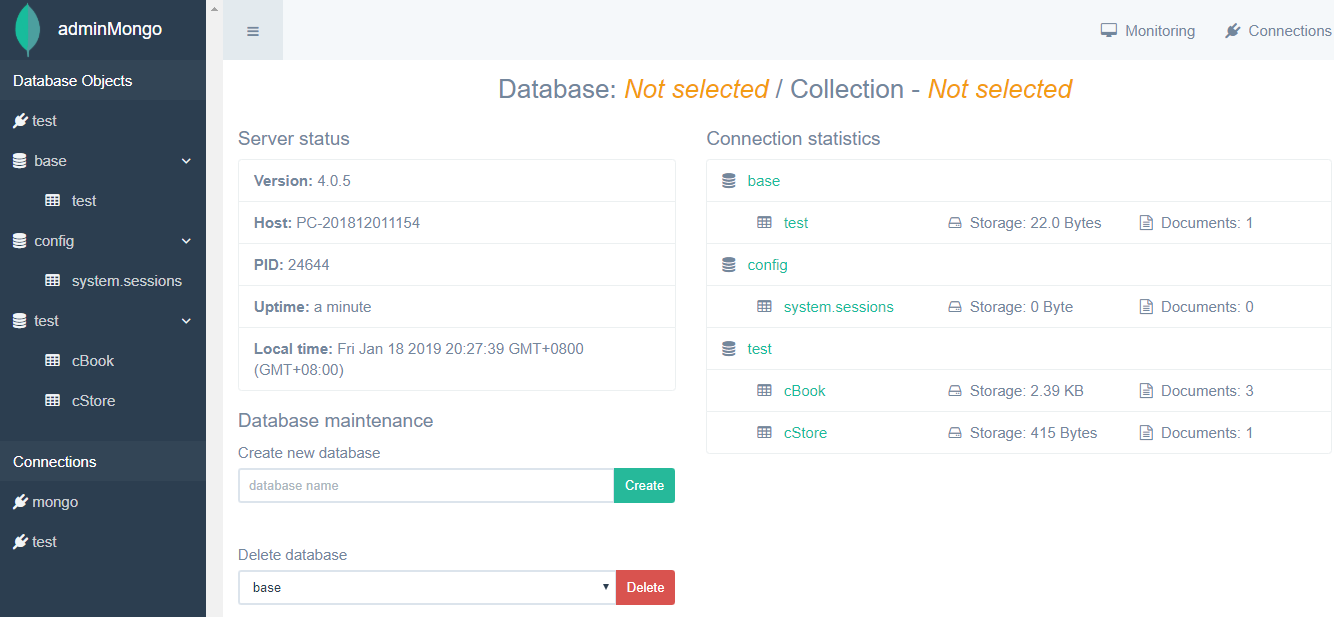 adminMongo
Database Objects
test
base
test
config
system.sessions
test
cBook
cStore
Connections
mongo
test
Monitoring
Connections
Database: Not selected / Collection - Not selected
Server status
Version: 4.0.5
Host: PC-201812011154
PID: 24644
Uptime: a minute
Local time: Fri Jan 18 2019 20:27:39 GMT+0800
(GMT+08:00)
Database maintenance
Create new database
database name
Create
Delete database
base
Delete
Connection statistics
base
test Storage: 22.0 Bytes Documents: 1
config
system.sessions Storage: 0 Byte Documents: 0
test
cBook Storage: 2.39 KB Documents: 3
cStore Storage: 415 Bytes Documents: 1